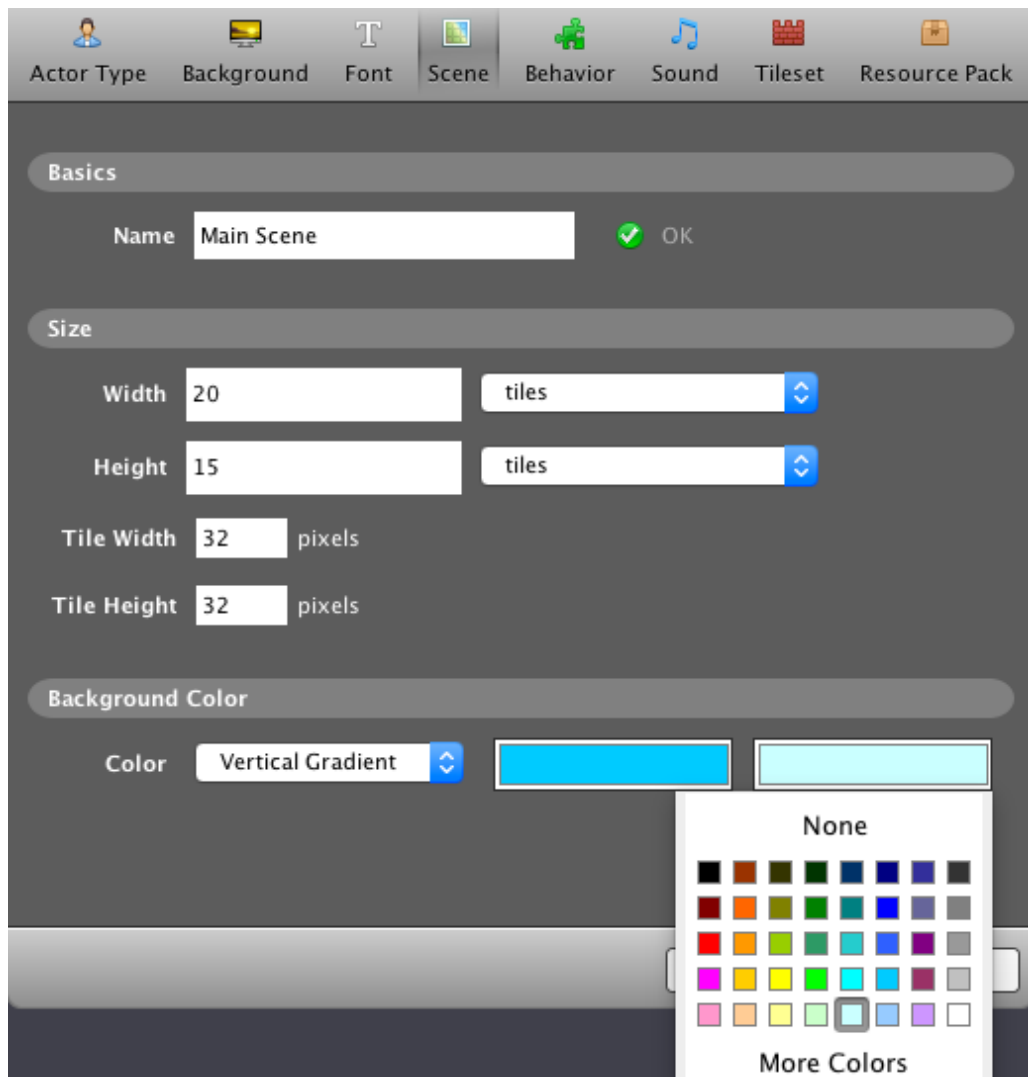 Actor Type Background Font Scene Behavior Sound Tileset Resource Pack
Basics
Name Main Scene OK
Size
Width 20 tiles
Height 15 tiles
Tile Width 32 pixels
Tile Height 32 pixels
Background Color
Color Vertical Gradient
None
More Colors